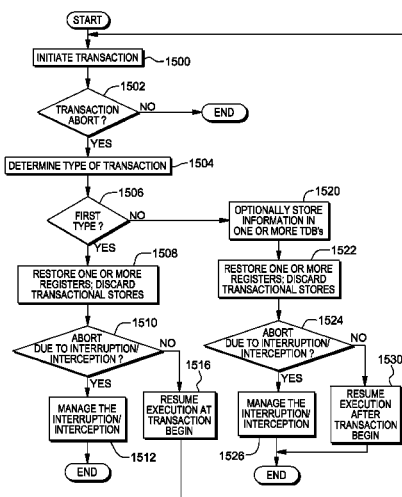 START
INITIATE TRANSACTION
1500
1502
TRANSACTION
ABORT ?
NO
END
YES
DETERMINE TYPE OF TRANSACTION
1504
1506
FIRST
TYPE ?
NO
YES
1520
OPTIONALLY STORE
INFORMATION IN
ONE OR MORE TDB's
1508
RESTORE ONE OR MORE
REGISTERS; DISCARD
TRANSACTIONAL STORES
1522
RESTORE ONE OR MORE
REGISTERS; DISCARD
TRANSACTIONAL STORES
1510
ABORT
DUE TO INTERRUPTION/
INTERCEPTION ?
NO
YES
1524
ABORT
DUE TO INTERRUPTION/
INTERCEPTION ?
NO
YES
MANAGE THE
INTERRUPTION/
INTERCEPTION
1512
END
1516
RESUME
EXECUTION AT
TRANSACTION
BEGIN
MANAGE THE
INTERRUPTION/
INTERCEPTION
1526
1530
RESUME
EXECUTION
AFTER
TRANSACTION
BEGIN
END